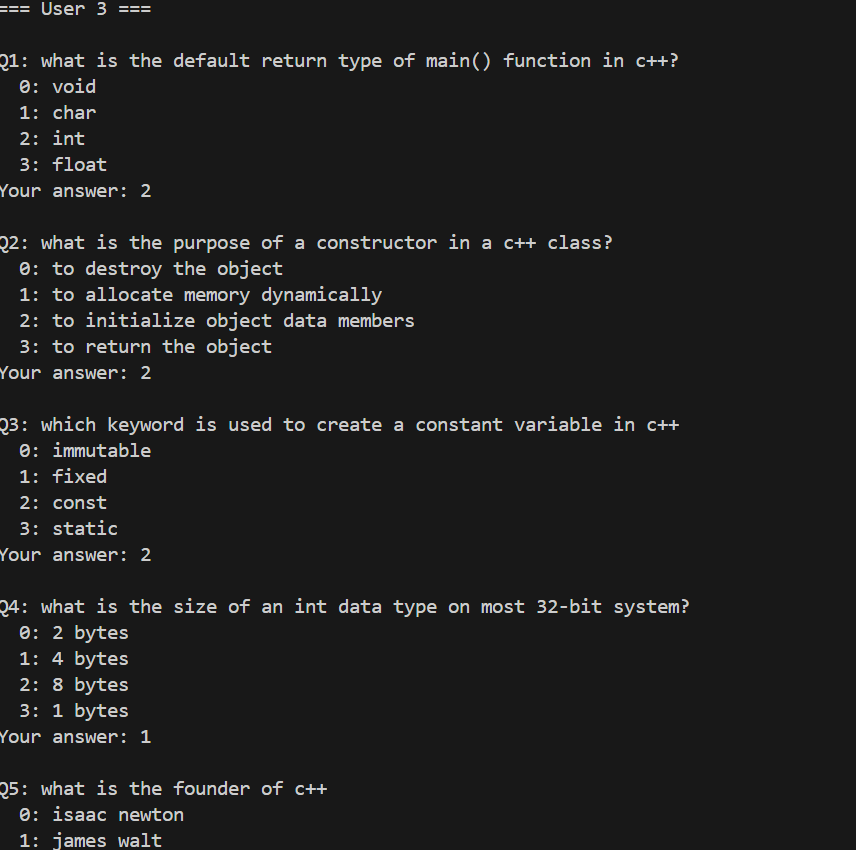 === User 3 ===
Q1: what is the default return type of main() function in c++?
0: void
1: char
2: int
3: float
Your answer: 2
Q2: what is the purpose of a constructor in a c++ class?
0: to destroy the object
1: to allocate memory dynamically
2: to initialize object data members
3: to return the object
Your answer: 2
Q3: which keyword is used to create a constant variable in c++
0: immutable
1: fixed
2: const
3: static
Your answer: 2
Q4: what is the size of an int data type on most 32-bit system?
0: 2 bytes
1: 4 bytes
2: 8 bytes
3: 1 bytes
Your answer: 1
Q5: what is the founder of c++
0: isaac newton
1: james walt